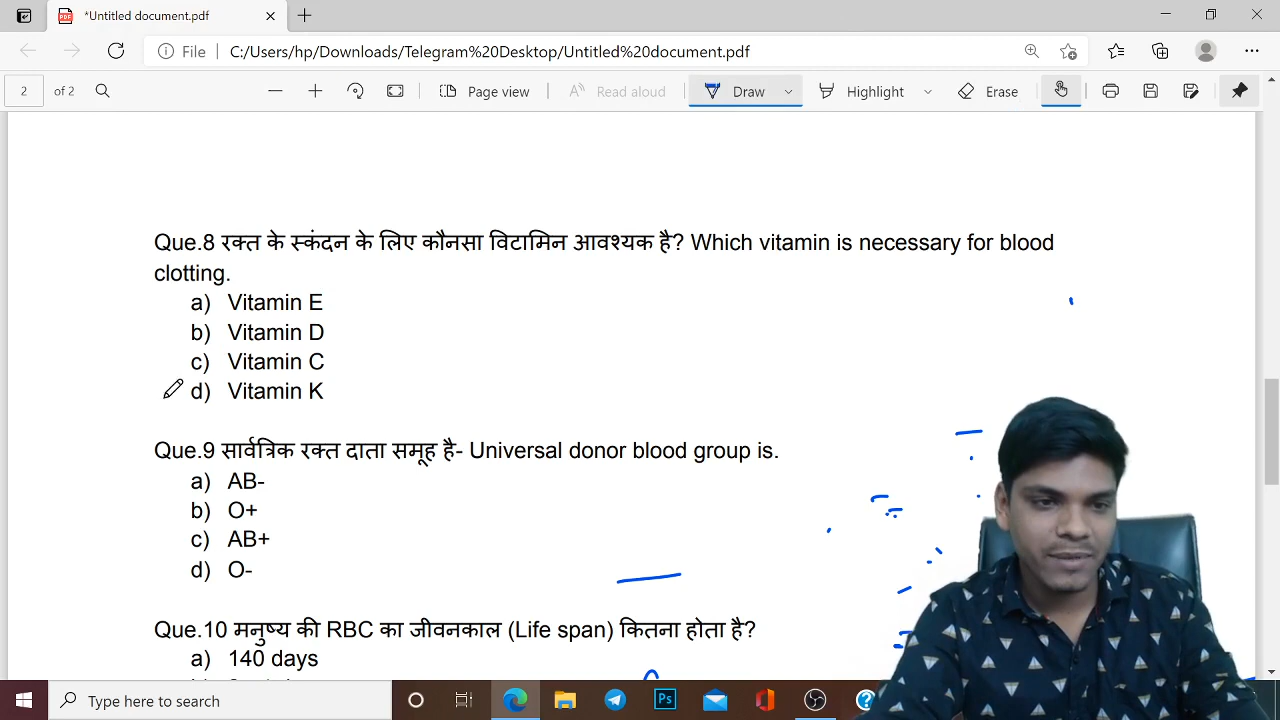 *Untitled document.pdf
File
C:/Users/hp/Downloads/Telegram%20Desktop/Untitled%20document.pdf
2
of 2
Page view
Read aloud
Draw
Highlight
Erase
Que.8 रक्त के स्कंदन के लिए कौनसा विटामिन आवश्यक है? Which vitamin is necessary for blood
clotting.
a) Vitamin E
b) Vitamin D
c) Vitamin C
d) Vitamin K
Que.9 सार्वत्रिक रक्त दाता समूह है- Universal donor blood group is.
a) AB-
b) O+
c) AB+
d) O-
Que.10 मनुष्य की RBC का जीवनकाल (Life span) कितना होता है?
a) 140 days
Type here to search
Ps